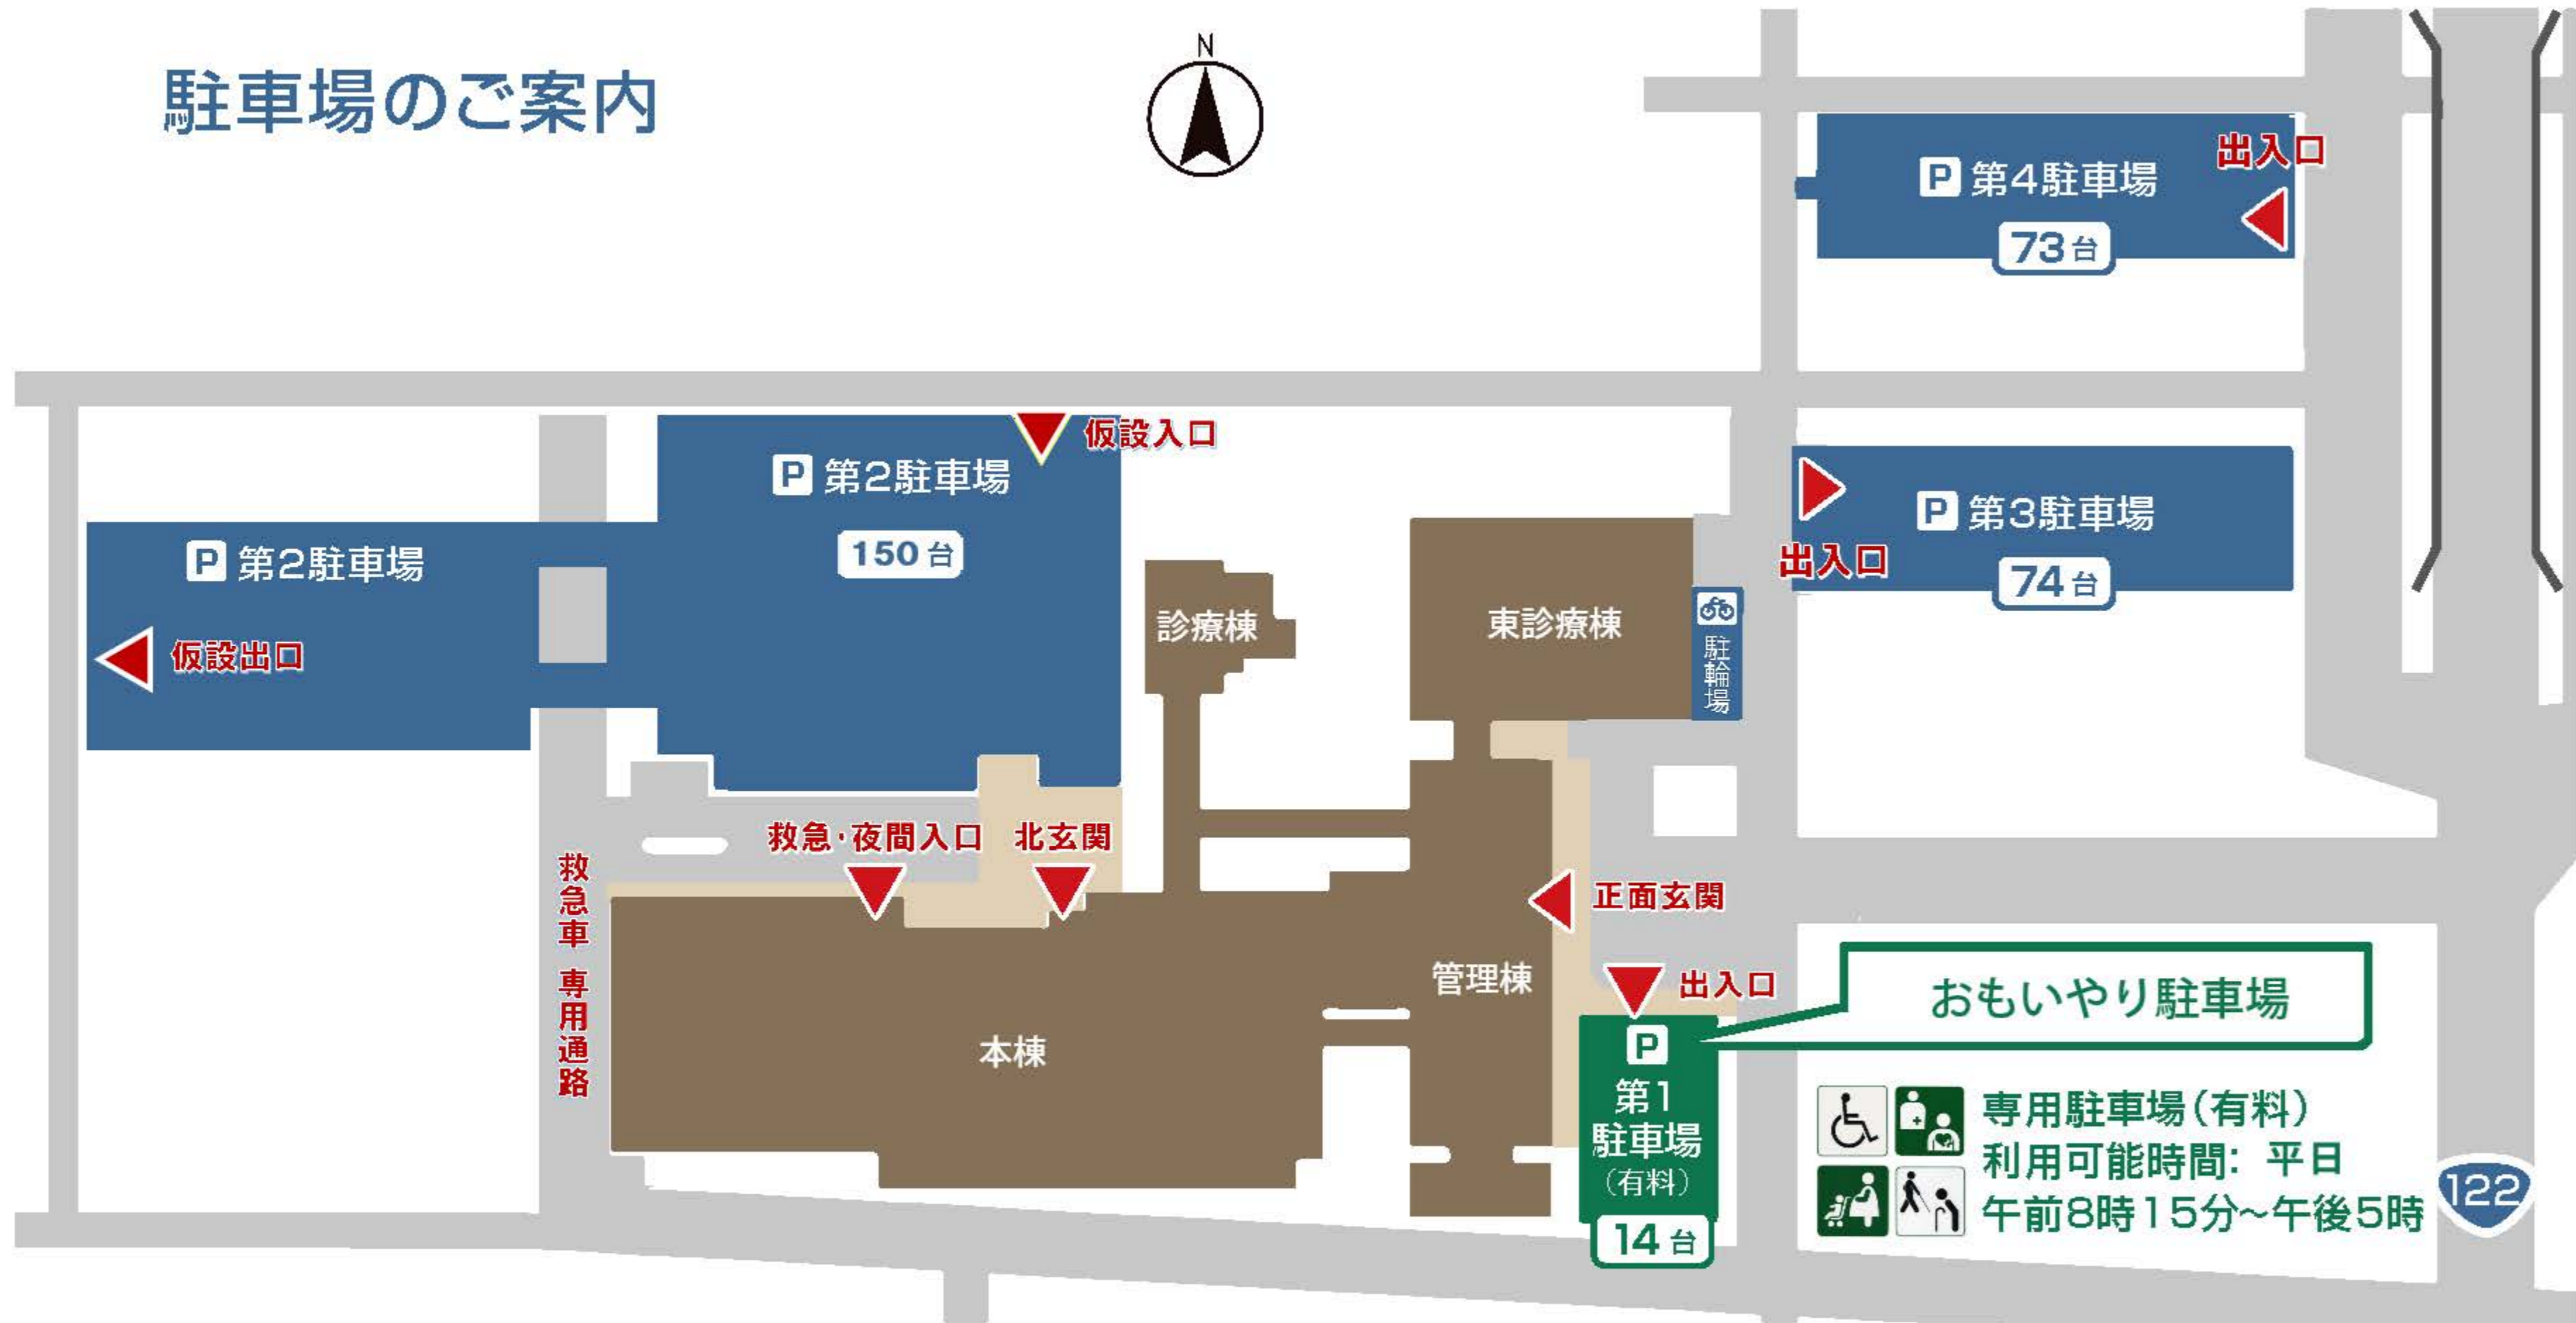 駐車場のご案内
N
P 第4駐車場
出入口
73台
仮設入口
P 第2駐車場
150台
P 第2駐車場
仮設出口
P 第3駐車場
出入口
74台
診療棟
東診療棟
駐輪場
救急・夜間入口
北玄関
救急車 専用通路
正面玄関
管理棟
出入口
本棟
おもいやり駐車場
P
第1
駐車場
(有料)
14台
専用駐車場(有料)
利用可能時間: 平日
午前8時15分～午後5時
122